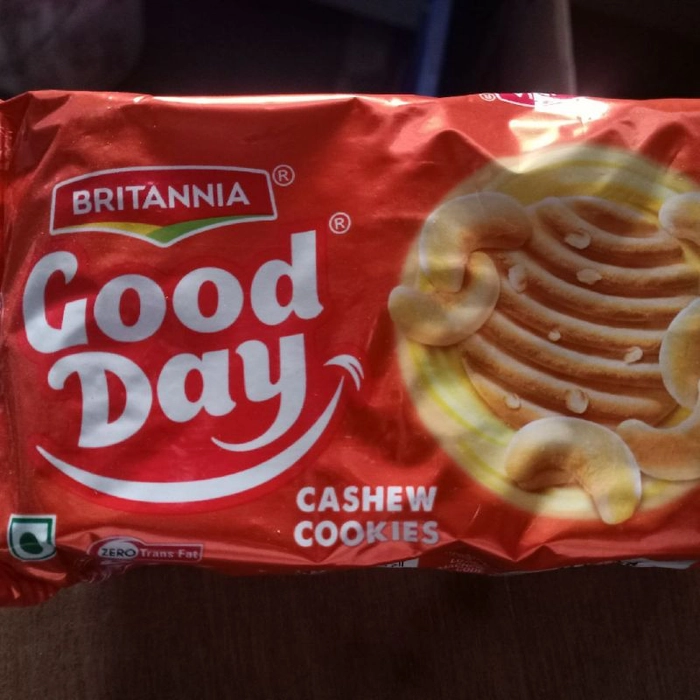 BRITANNIA ®
Good ®
Day
CASHEW
COOKIES
ZERO Trans Fat